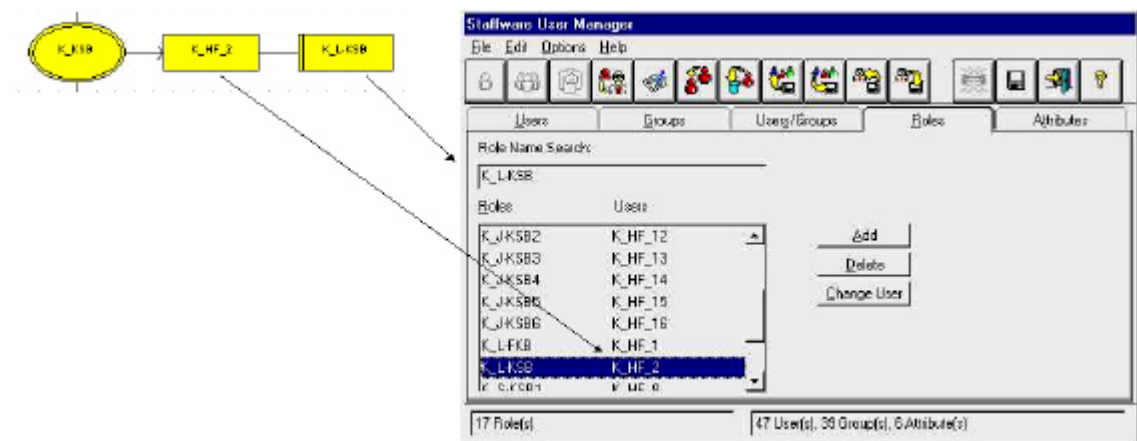 K_KSB
K_HF_2
K_L-KSB
Staffware User Manager
File Edit Options Help
Users Groups Users/Groups Roles Attributes
Role Name Search:
K_L-KSB
Roles Users
K_J-KSB2 K_HF_12
K_J-KSB3 K_HF_13
K_J-KSB4 K_HF_14
K_J-KSB5 K_HF_15
K_J-KSB6 K_HF_16
K_L-FKB K_HF_1
K_L-KSB K_HF_2
Add
Delete
Change User
17 Role(s)
47 User(s), 39 Group(s), 6 Attribute(s)